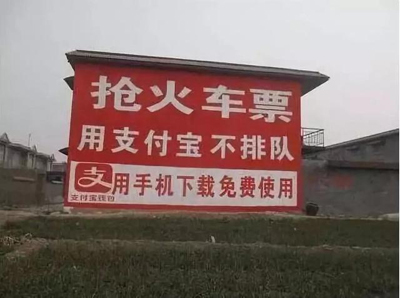 抢火车票
用支付宝不排队
支 用手机下载免费使用
支付宝钱包